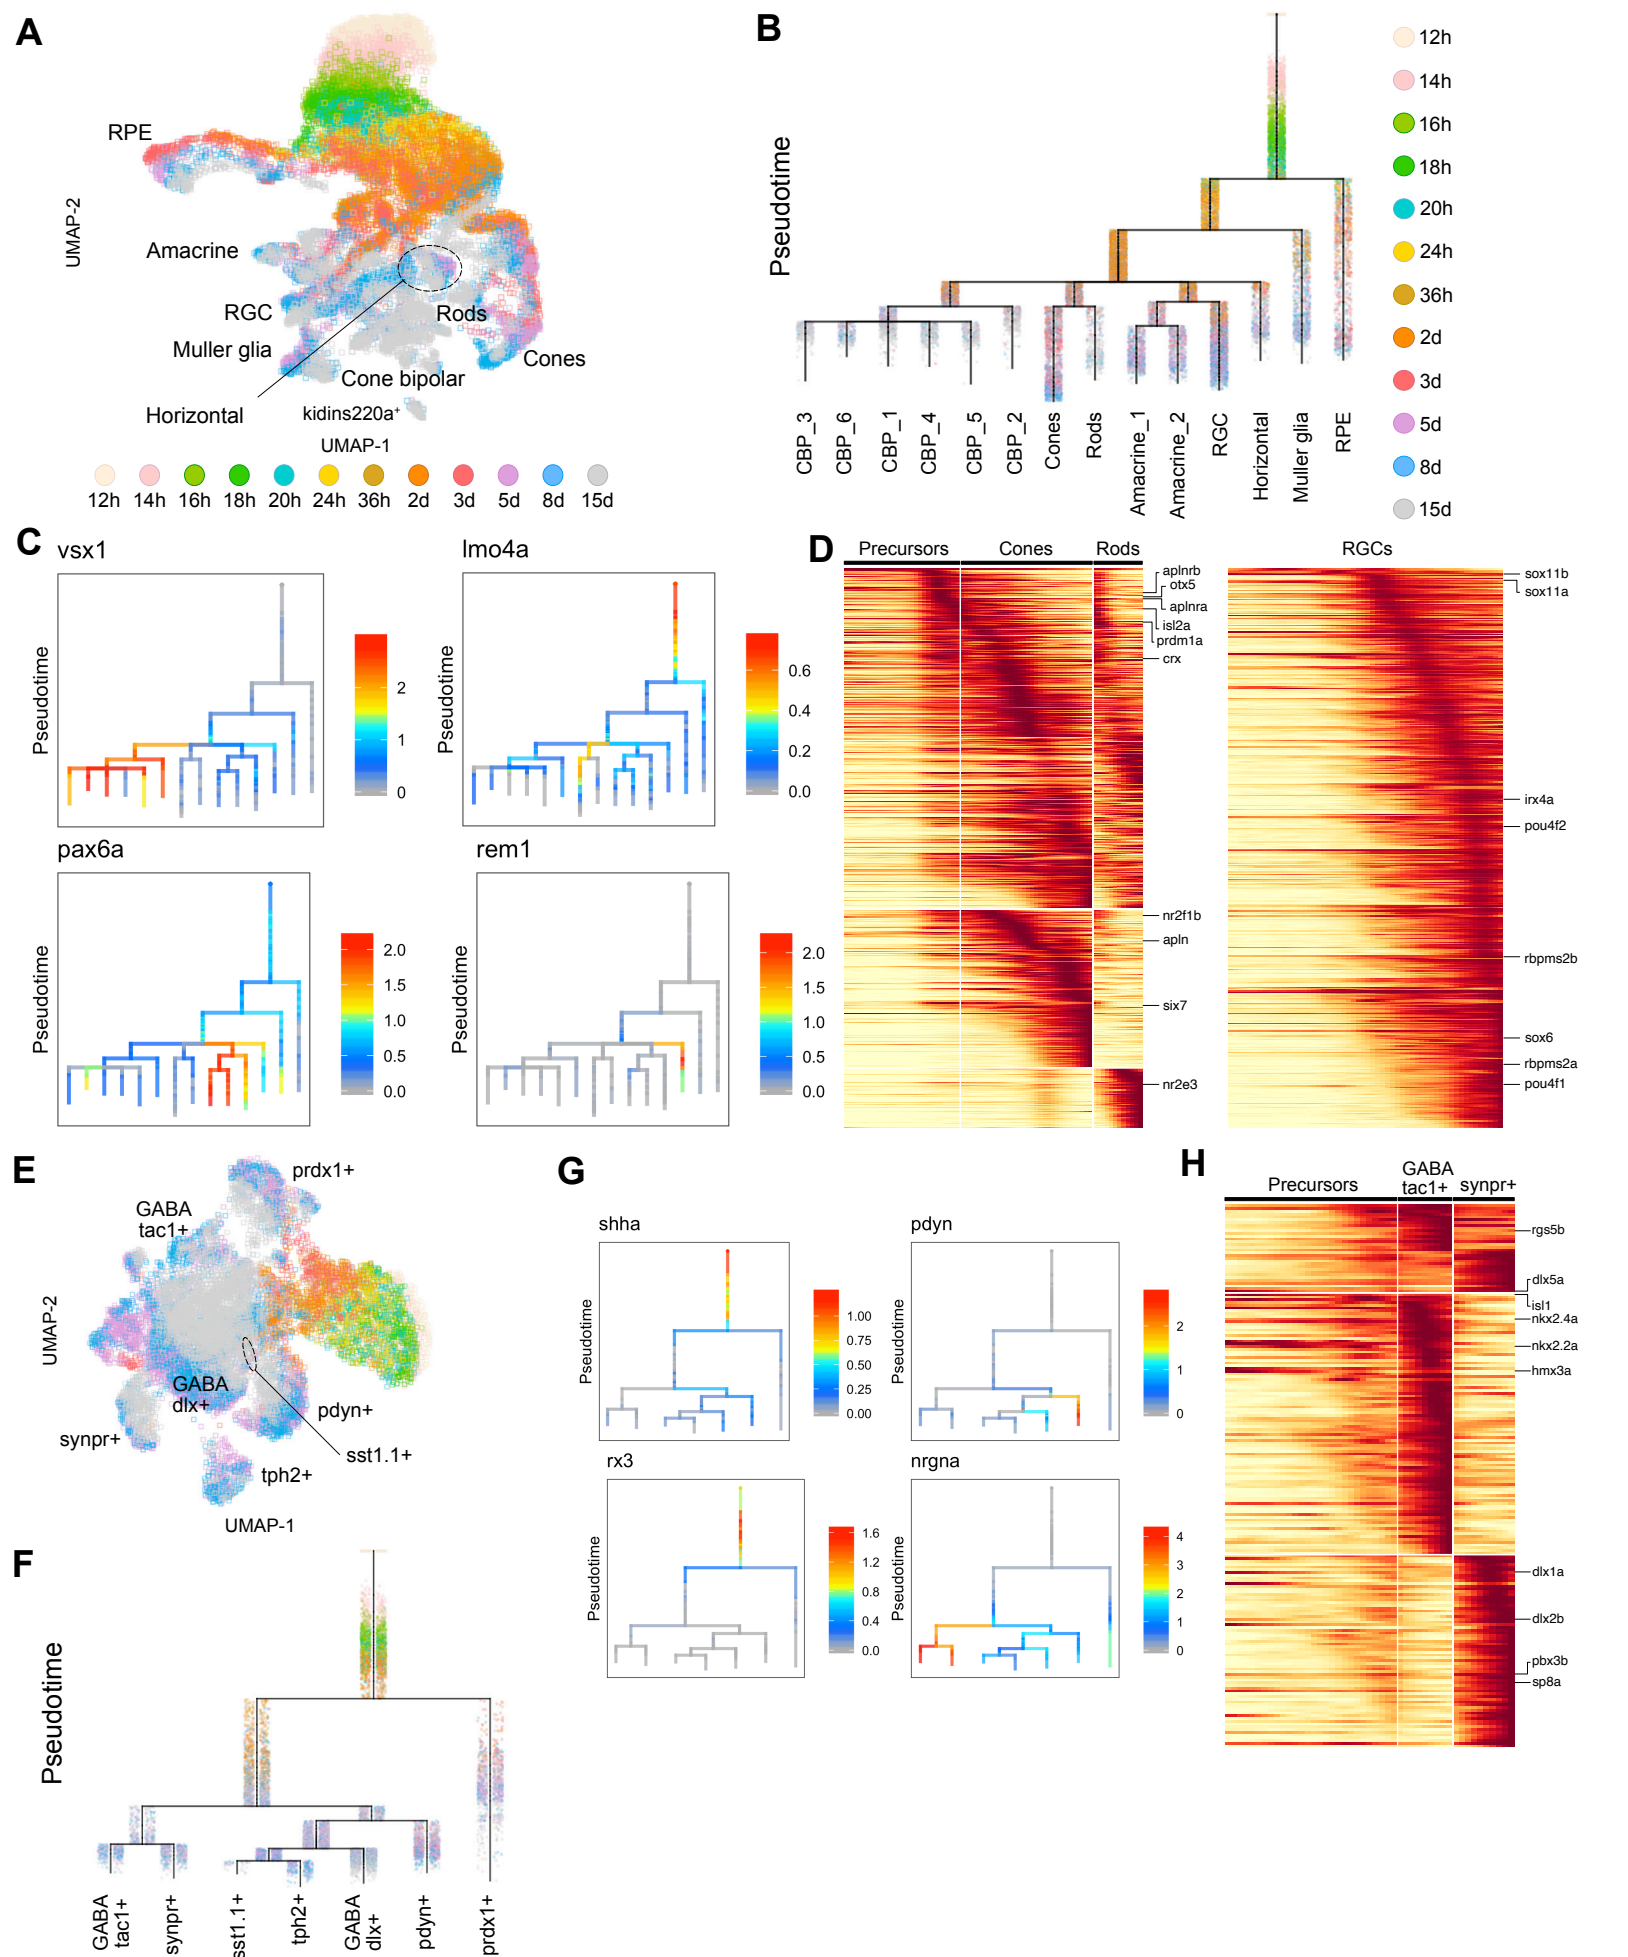 A
RPE
Amacrine
RGC
Muller glia
Horizontal
Rods
Cones
Cone bipolar
kidins220a+
UMAP-2
UMAP-1
12h 14h 16h 18h 20h 24h 36h 2d 3d 5d 8d 15d
B
Pseudotime
CBP_3 CBP_6 CBP_1 CBP_4 CBP_5 CBP_2 Cones Rods Amacrine_1 Amacrine_2 RGC Horizontal Muller glia RPE
12h
14h
16h
18h
20h
24h
36h
2d
3d
5d
8d
15d
C
vsx1
Pseudotime
2
1
0
lmo4a
Pseudotime
0.6
0.4
0.2
0.0
pax6a
Pseudotime
2.0
1.5
1.0
0.5
0.0
rem1
Pseudotime
2.0
1.5
1.0
0.5
0.0
D
Precursors Cones Rods
aplnrb
otx5
aplnra
isl2a
prdm1a
crx
nr2f1b
apln
six7
nr2e3
RGCs
sox11b
sox11a
irx4a
pou4f2
rbpms2b
sox6
rbpms2a
pou4f1
E
prdx1+
GABA
tac1+
GABA
dlx+
synpr+
pdyn+
sst1.1+
tph2+
UMAP-2
UMAP-1
F
Pseudotime
GABA
tac1+
synpr+
sst1.1+
tph2+
GABA
dlx+
pdyn+
prdx1+
G
shha
Pseudotime
1.00
0.75
0.50
0.25
0.00
pdyn
Pseudotime
2
1
0
rx3
Pseudotime
1.6
1.2
0.8
0.4
0.0
nrgna
Pseudotime
4
3
2
1
0
H
Precursors
GABA
tac1+
synpr+
rgs5b
dlx5a
isl1
nkx2.4a
nkx2.2a
hmx3a
dlx1a
dlx2b
pbx3b
sp8a